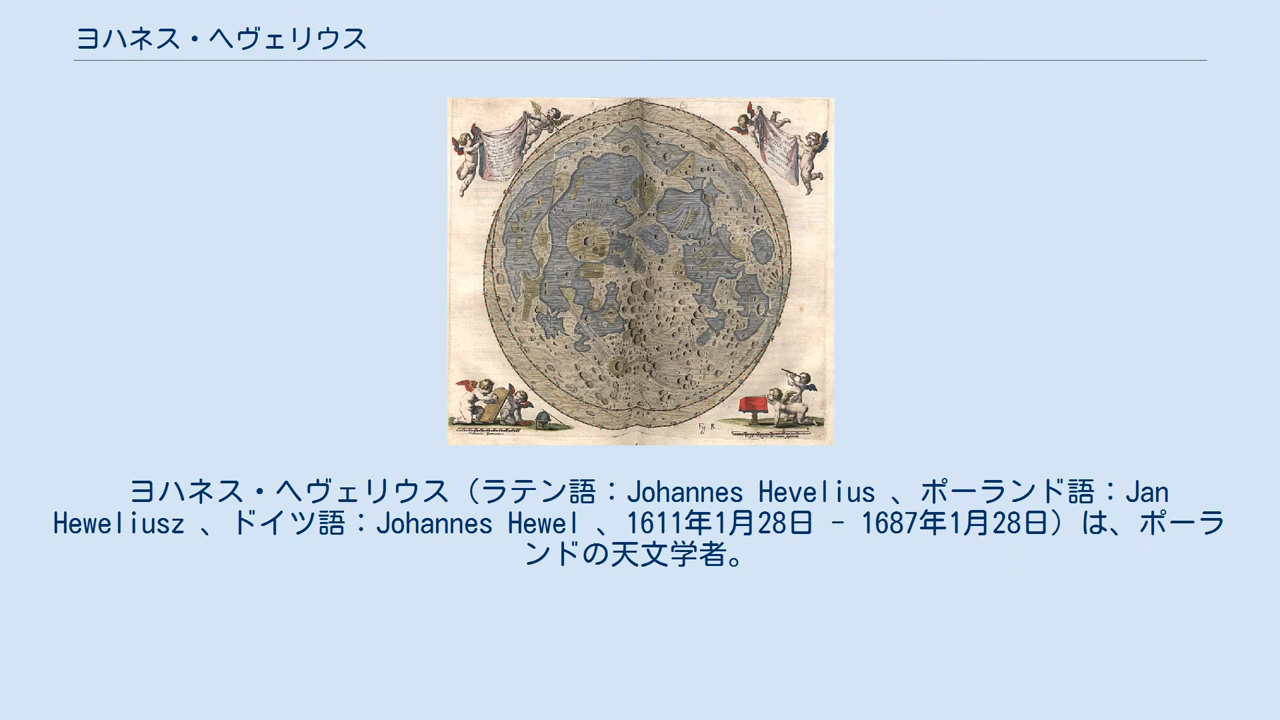 ヨハネス・ヘヴェリウス
ヨハネス・ヘヴェリウス（ラテン語：Johannes Hevelius 、ポーランド語：Jan
Heweliusz 、ドイツ語：Johannes Hewel 、1611年1月28日 - 1687年1月28日）は、ポーラ
ンドの天文学者。